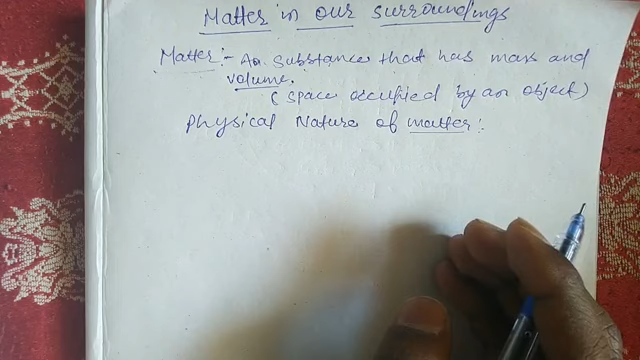 Matter in our surroundings
Matter:- An substance that has mass and
volume.
(space occupied by an object)
Physical Nature of matter: